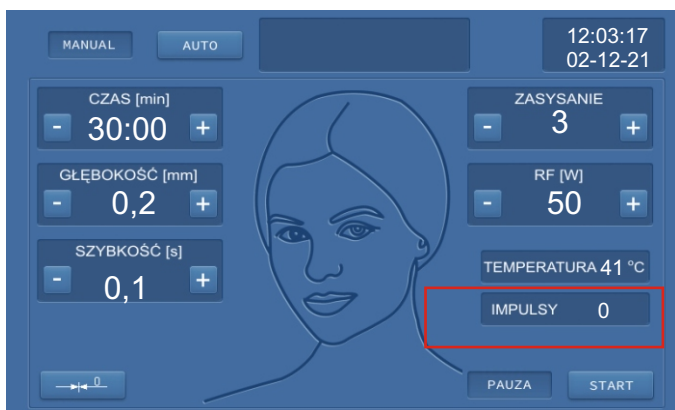 MANUAL
AUTO
12:03:17
02-12-21
CZAS [min]
- 30:00 +
GŁĘBOKOŚĆ [mm]
- 0,2 +
SZYBKOŚĆ [s]
- 0,1 +
ZASYSANIE
- 3 +
RF [W]
- 50 +
TEMPERATURA 41 °C
IMPULSY 0
0
PAUZA
START